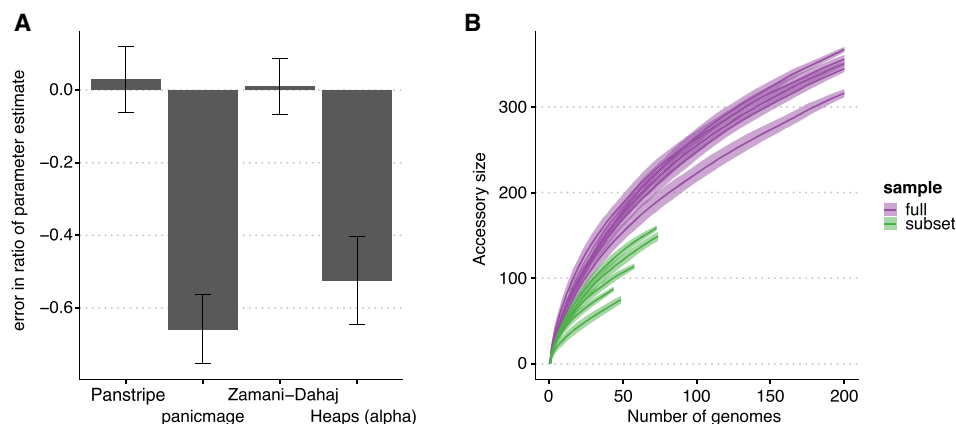 A
error in ratio of parameter estimate
0.0
−0.2
−0.4
−0.6
Panstripe
panicmage
Zamani−Dahaj
Heaps (alpha)
B
Accessory size
300
200
100
0
0 50 100 150 200
Number of genomes
sample
full
subset